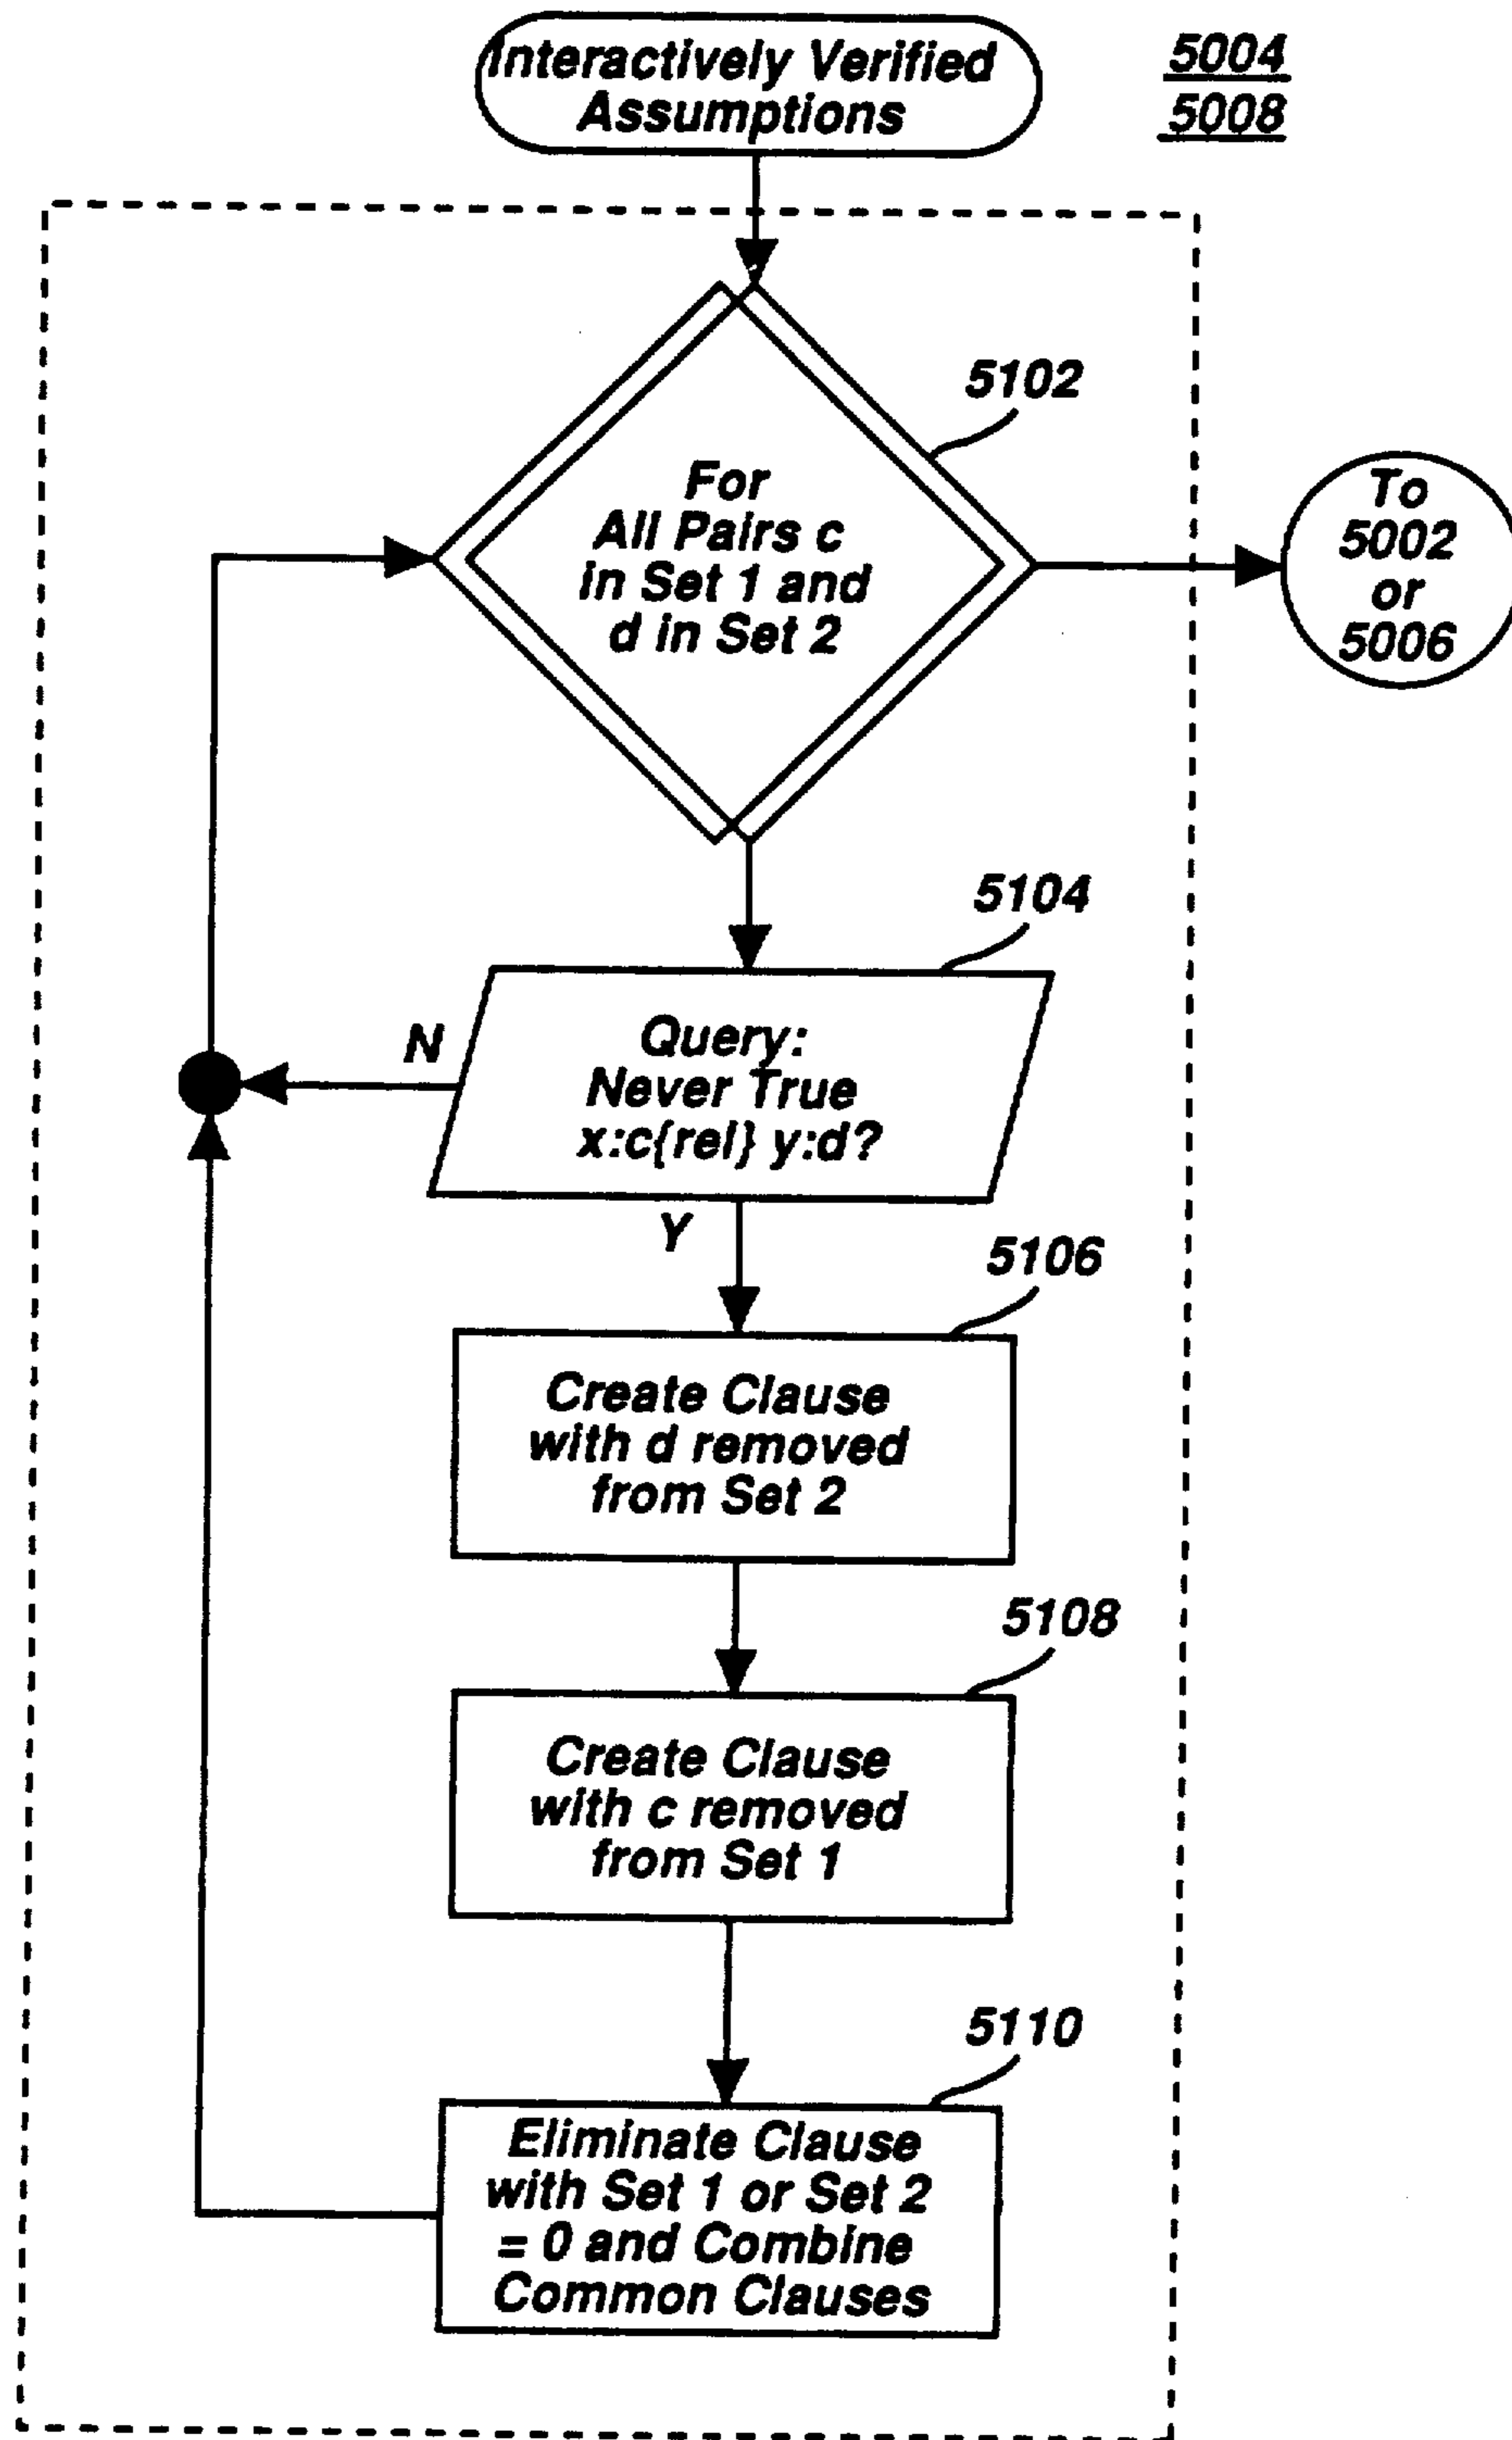 Interactively Verified
Assumptions
5004
5008
5102
For
All Pairs c
in Set 1 and
d in Set 2
To
5002
or
5006
5104
Query:
Never True
x:c{rel} y:d?
N
Y
5106
Create Clause
with d removed
from Set 2
5108
Create Clause
with c removed
from Set 1
5110
Eliminate Clause
with Set 1 or Set 2
= 0 and Combine
Common Clauses